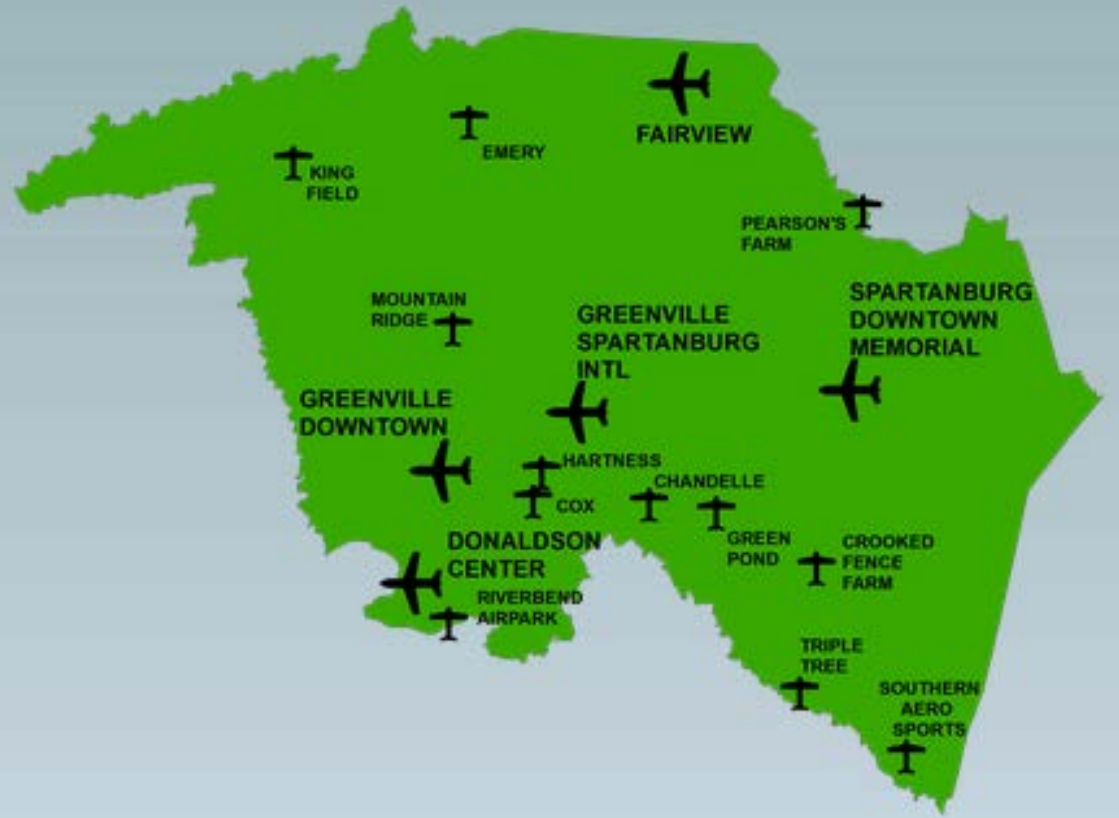 FAIRVIEW
EMERY
KING
FIELD
PEARSON'S
FARM
MOUNTAIN
RIDGE
GREENVILLE
SPARTANBURG
INTL
SPARTANBURG
DOWNTOWN
MEMORIAL
GREENVILLE
DOWNTOWN
HARTNESS
COX
CHANDELLE
GREEN
POND
DONALDSON
CENTER
CROOKED
FENCE
FARM
RIVERBEND
AIRPARK
TRIPLE
TREE
SOUTHERN
AERO
SPORTS